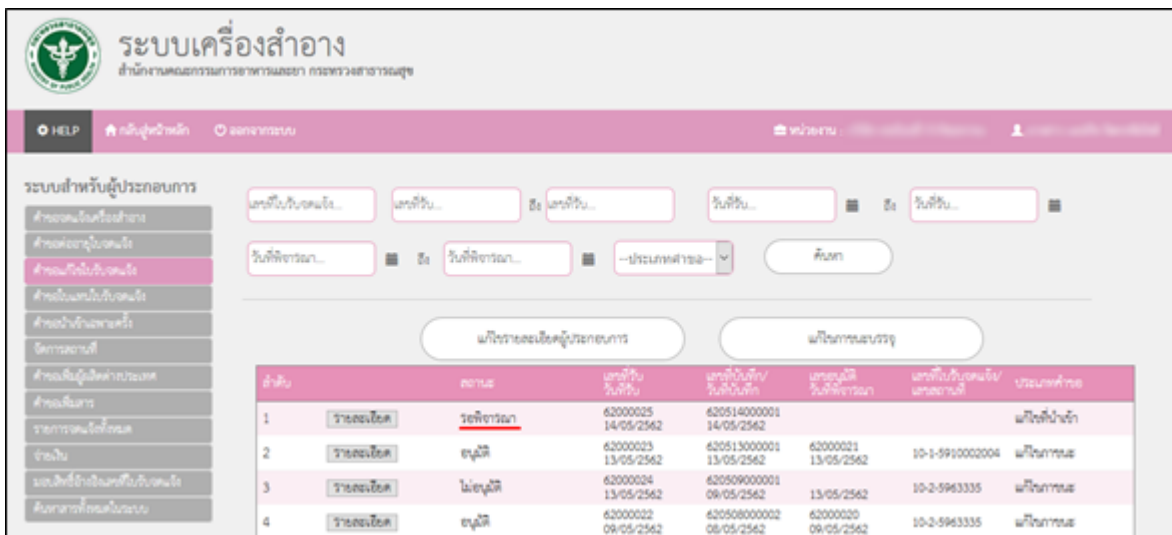 ระบบเครื่องสำอาง
สำนักงานคณะกรรมการอาหารและยา กระทรวงสาธารณสุข
HELP กลับสู่หน้าหลัก ออกจากระบบ หน่วยงาน :
ระบบสำหรับผู้ประกอบการ
คำขอจดแจ้งเครื่องสำอาง
คำขอต่ออายุใบจดแจ้ง
คำขอแก้ไขใบรับจดแจ้ง
คำขอใบแทนใบรับจดแจ้ง
คำขอนำเข้าเฉพาะครั้ง
จัดการสถานที่
คำขอเพิ่มผู้ผลิตต่างประเทศ
คำขอเพิ่มสาร
รายการจดแจ้งทั้งหมด
จ่ายเงิน
มอบสิทธิ์อ้างอิงเลขที่ใบรับจดแจ้ง
ค้นหาสารทั้งหมดในระบบ
เลขที่ใบรับจดแจ้ง... เลขที่รับ... ถึง เลขที่รับ... วันที่รับ... ถึง วันที่รับ...
วันที่พิจารณา... ถึง วันที่พิจารณา... --ประเภทคำขอ-- ค้นหา
แก้ไขรายละเอียดผู้ประกอบการ แก้ไขภาชนะบรรจุ
ลำดับ สถานะ เลขที่รับ เลขที่บันทึก/ เลขอนุมัติ เลขที่ใบรับจดแจ้ง/ ประเภทคำขอ
วันที่รับ วันที่บันทึก วันที่พิจารณา เลขสถานที่
1 รายละเอียด รอพิจารณา 62000025 620514000001 แก้ไขที่นำเข้า
14/05/2562 14/05/2562
2 รายละเอียด อนุมัติ 62000023 620513000001 62000021 10-1-5910002004 แก้ไขภาชนะ
13/05/2562 13/05/2562 13/05/2562
3 รายละเอียด ไม่อนุมัติ 62000024 620509000001 10-2-5963335 แก้ไขภาชนะ
13/05/2562 09/05/2562 13/05/2562
4 รายละเอียด อนุมัติ 62000022 620508000002 62000020 10-2-5963335 แก้ไขภาชนะ
09/05/2562 08/05/2562 09/05/2562